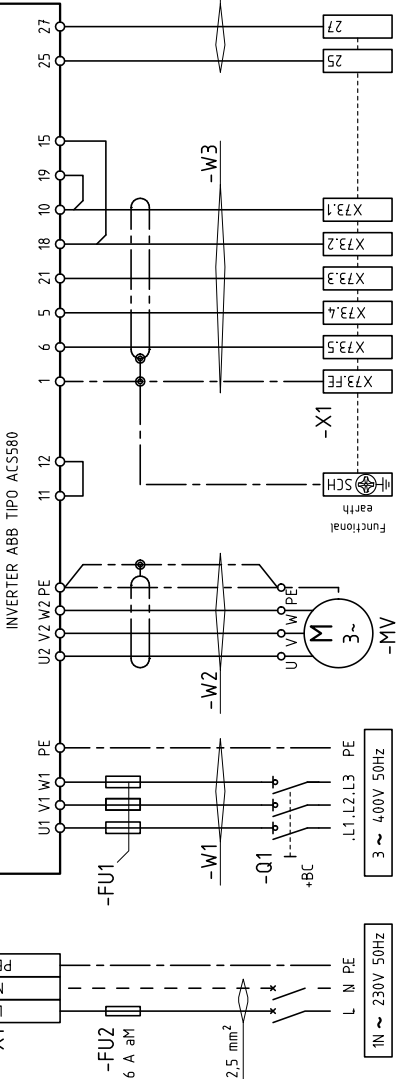 27
25
15
19
10
18
21
5
6
1
12
11
INVERTER ABB TIPO ACS580
U2 V2 W2 PE
U1 V1 W1 PE
-W3
27
25
X73.1
X73.2
X73.3
X73.4
X73.5
X73.FE
-X1
SCH
Functional
earth
-W2
U V W PE
M
3~
-MV
-FU1
-W1
-Q1
+BC
.L1.L2.L3 PE
3 ~ 400V 50Hz
-FU2
6 A aM
2,5 mm²
L N PE
1N ~ 230V 50Hz